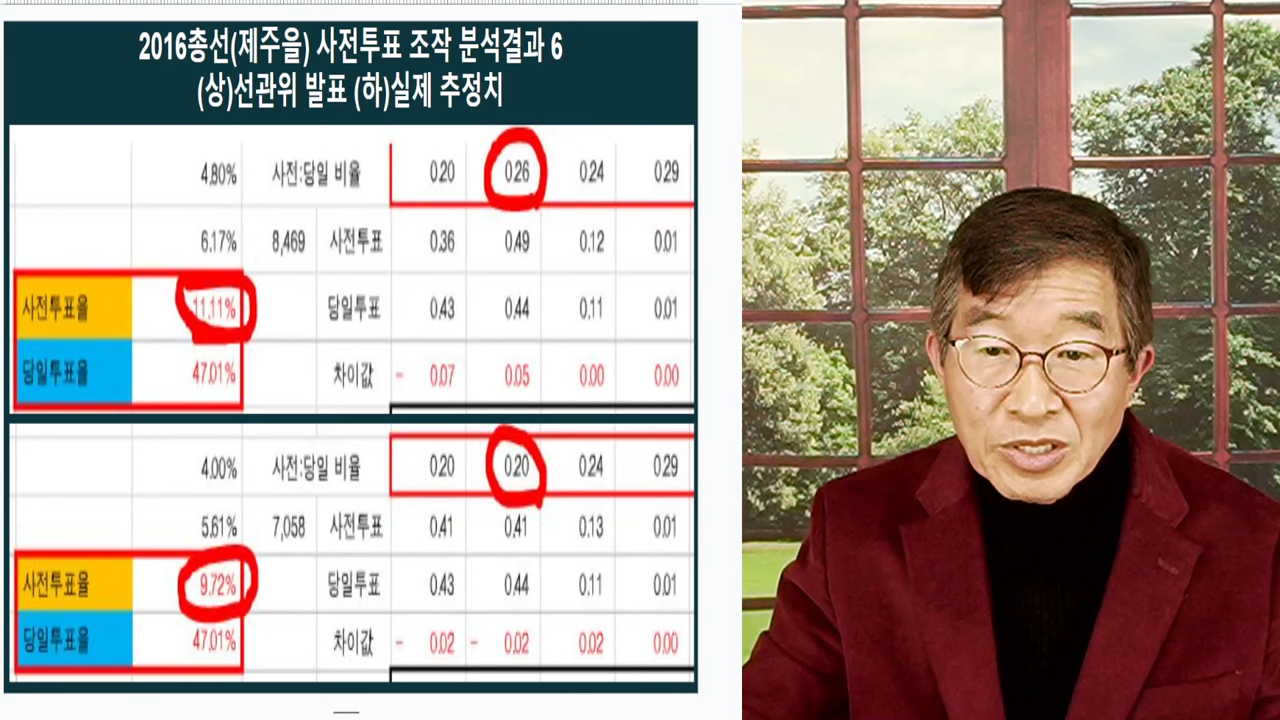 2016총선(제주을) 사전투표 조작 분석결과 6
(상)선관위 발표 (하)실제 추정치
4.80% 사전:당일 비율 0.20 0.26 0.24 0.29
6.17% 8,469 사전투표 0.36 0.49 0.12 0.01
사전투표율 11.11% 당일투표 0.43 0.44 0.11 0.01
당일투표율 47.01% 차이값 - 0.07 0.05 0.00 0.00
4.00% 사전:당일 비율 0.20 0.20 0.24 0.29
5.61% 7,058 사전투표 0.41 0.41 0.13 0.01
사전투표율 9.72% 당일투표 0.43 0.44 0.11 0.01
당일투표율 47.01% 차이값 - 0.02 - 0.02 0.02 0.00